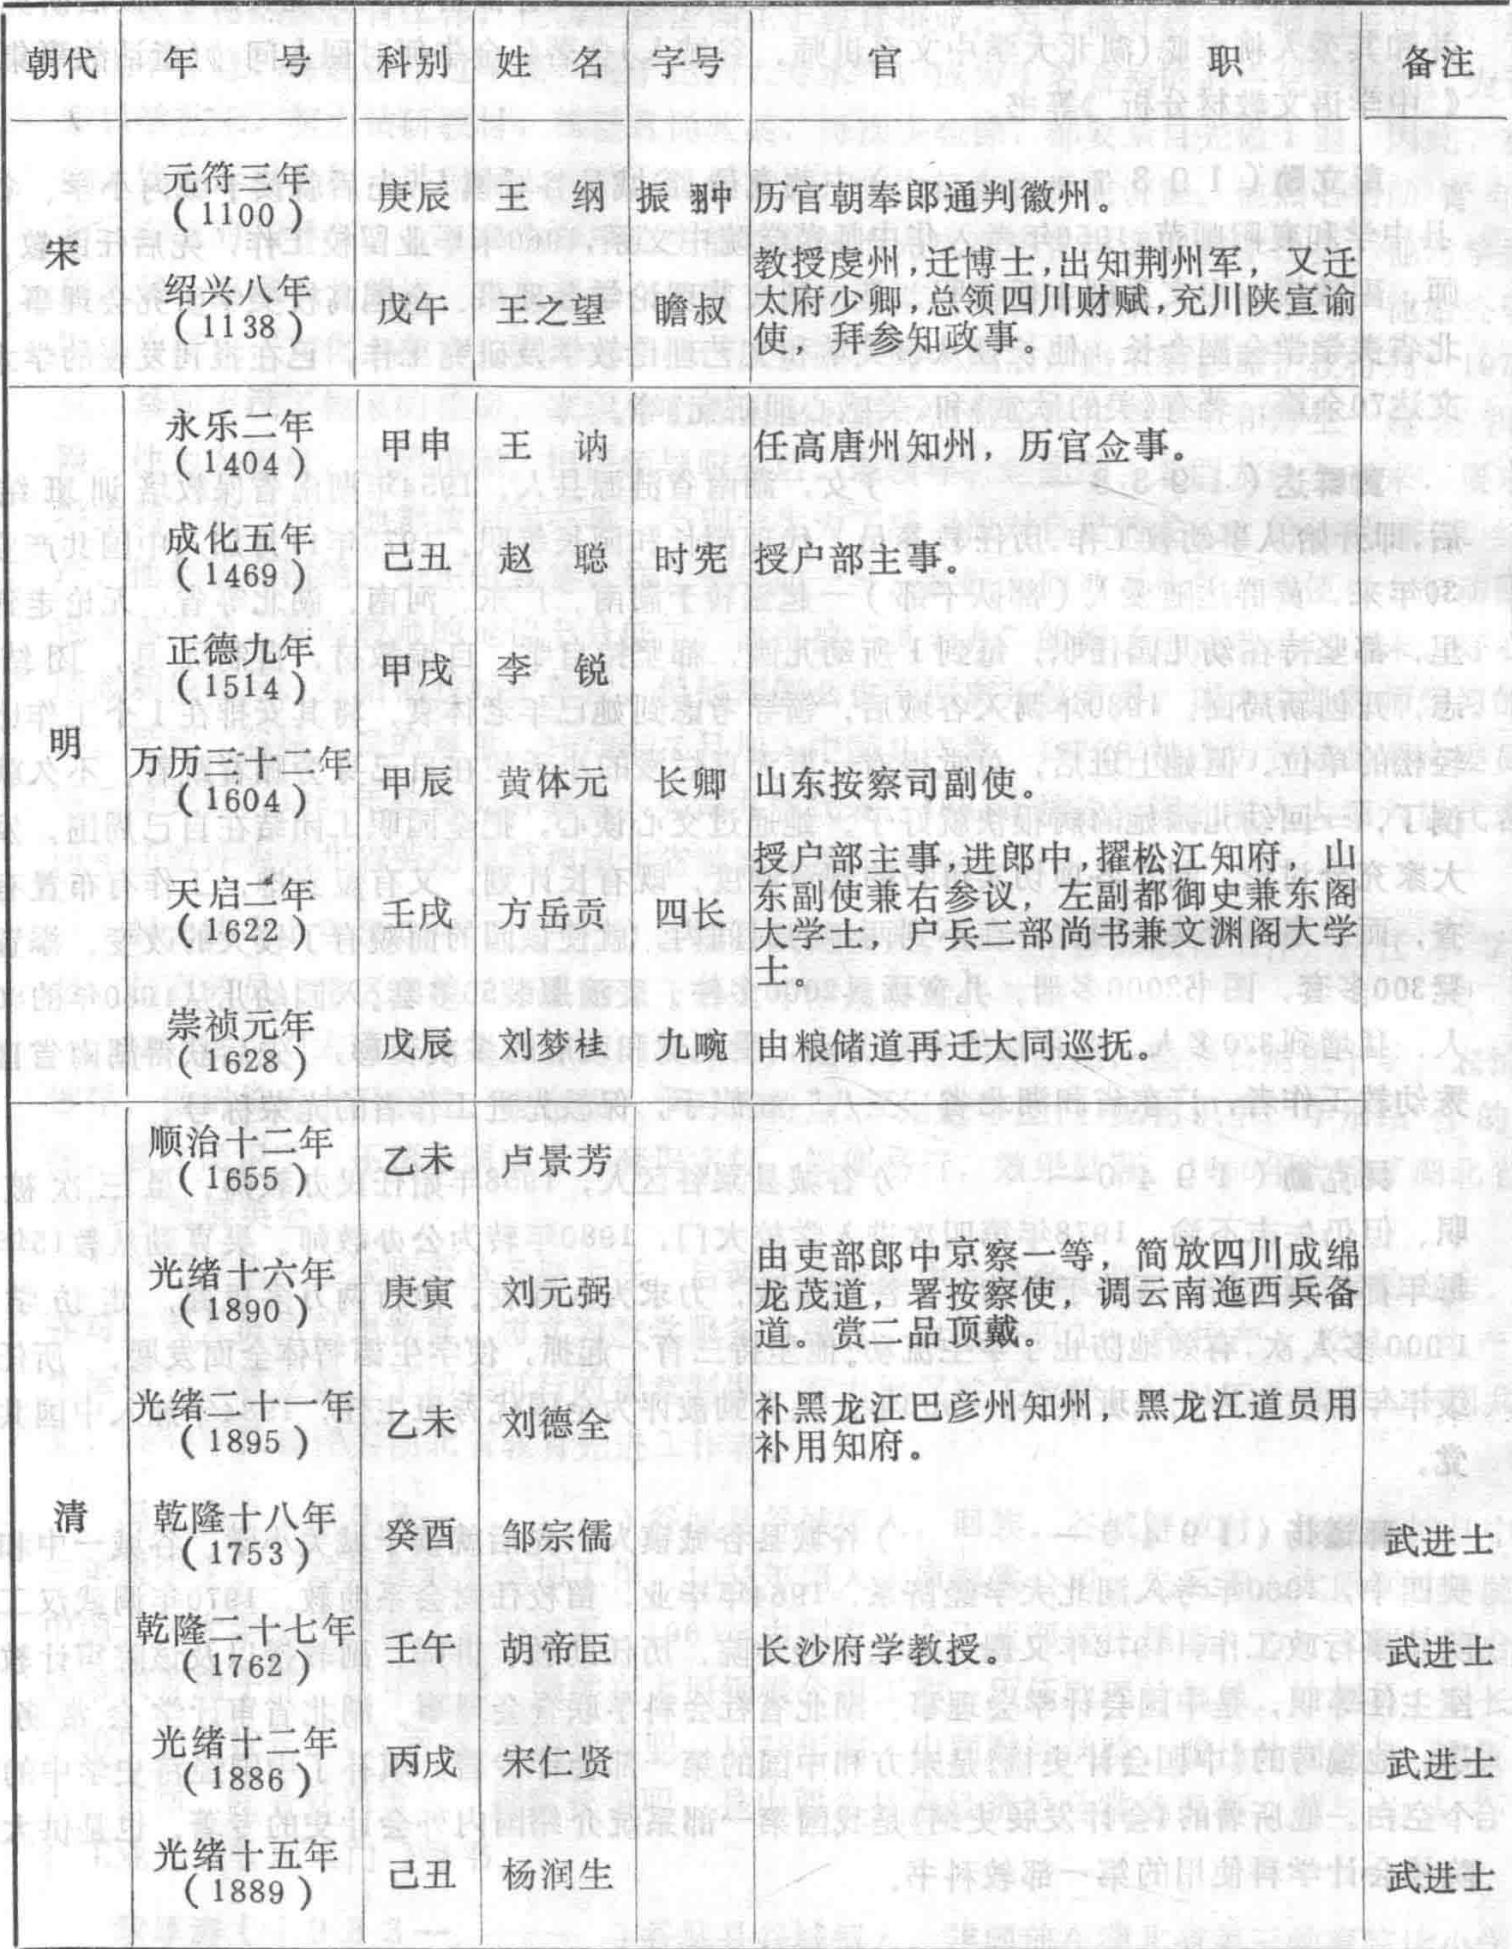 朝代 年 号 科别 姓 名 字号 官 职 备注
宋
元符三年
(1100) 庚辰 王 纲 振翀 历官朝奉郎通判徽州。
绍兴八年
(1138) 戊午 王之望 瞻叔 教授虔州,迁博士,出知荆州军,又迁
太府少卿,总领四川财赋,充川陕宣谕
使,拜参知政事。
明
永乐二年
(1404) 甲申 王 讷 任高唐州知州,历官佥事。
成化五年
(1469) 己丑 赵 聪 时宪 授户部主事。
正德九年
(1514) 甲戌 李 锐
万历三十二年
(1604) 甲辰 黄体元 长卿 山东按察司副使。
天启二年
(1622) 壬戌 方岳贡 四长 授户部主事,进郎中,擢松江知府,山
东副使兼右参议,左副都御史兼东阁
大学士,户兵二部尚书兼文渊阁大学
士。
崇祯元年
(1628) 戊辰 刘梦桂 九畹 由粮储道再迁大同巡抚。
清
顺治十二年
(1655) 乙未 卢景芳
光绪十六年
(1890) 庚寅 刘元弼 由吏部郎中京察一等,简放四川成绵
龙茂道,署按察使,调云南迤西兵备
道。赏二品顶戴。
光绪二十一年
(1895) 乙未 刘德全 补黑龙江巴彦州知州,黑龙江道员用
补用知府。
乾隆十八年
(1753) 癸酉 邹宗儒 武进士
乾隆二十七年
(1762) 壬午 胡帝臣 长沙府学教授。 武进士
光绪十二年
(1886) 丙戌 宋仁贤 武进士
光绪十五年
(1889) 己丑 杨润生 武进士